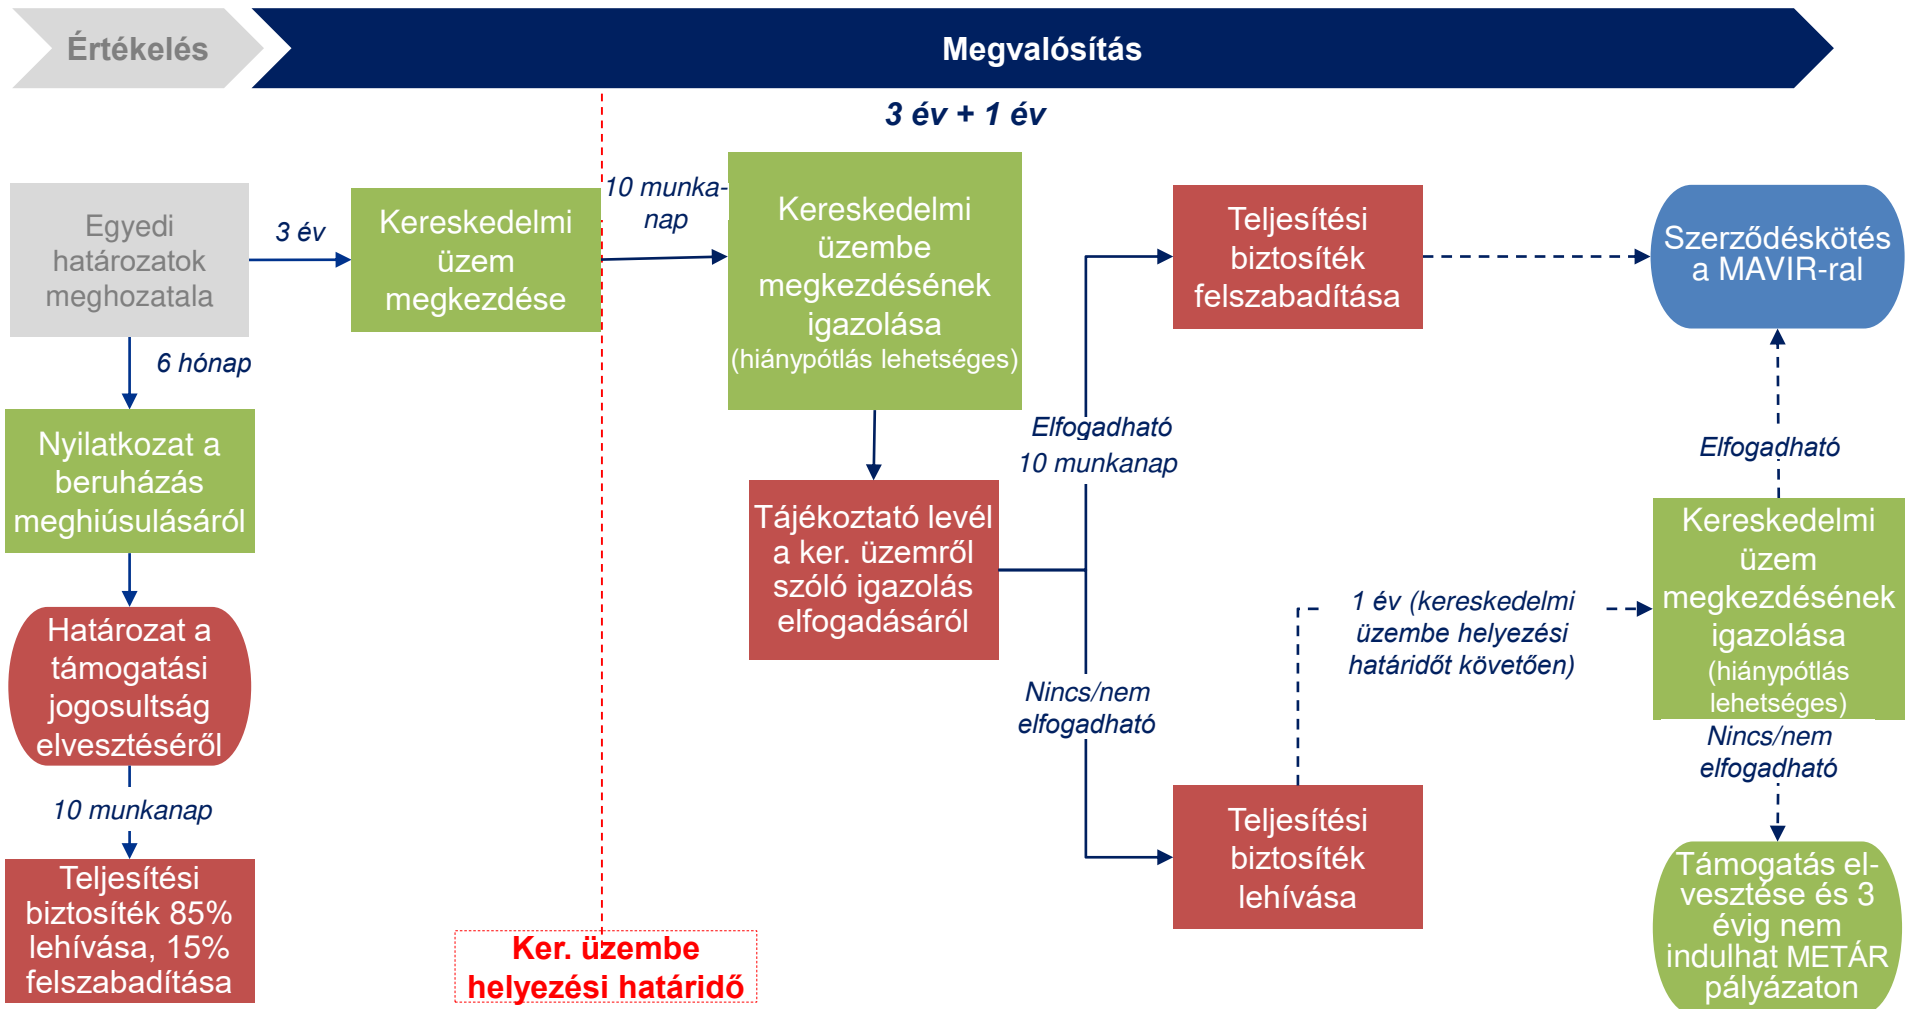 Értékelés
Megvalósítás
3 év + 1 év
Egyedi
határozatok
meghozatala
3 év
Kereskedelmi
üzem
megkezdése
10 munka-
nap
Kereskedelmi
üzembe
megkezdésének
igazolása
(hiánypótlás lehetséges)
Teljesítési
biztosíték
felszabadítása
Szerződéskötés
a MAVIR-ral
6 hónap
Nyilatkozat a
beruházás
meghiúsulásáról
Elfogadható
10 munkanap
Tájékoztató levél
a ker. üzemről
szóló igazolás
elfogadásáról
Elfogadható
Kereskedelmi
üzem
megkezdésének
igazolása
(hiánypótlás
lehetséges)
1 év (kereskedelmi
üzembe helyezési
határidőt követően)
Határozat a
támogatási
jogosultság
elvesztéséről
Nincs/nem
elfogadható
Nincs/nem
elfogadható
10 munkanap
Teljesítési
biztosíték
lehívása
Teljesítési
biztosíték 85%
lehívása, 15%
felszabadítása
Ker. üzembe
helyezési határidő
Támogatás el-
vesztése és 3
évig nem
indulhat METÁR
pályázaton